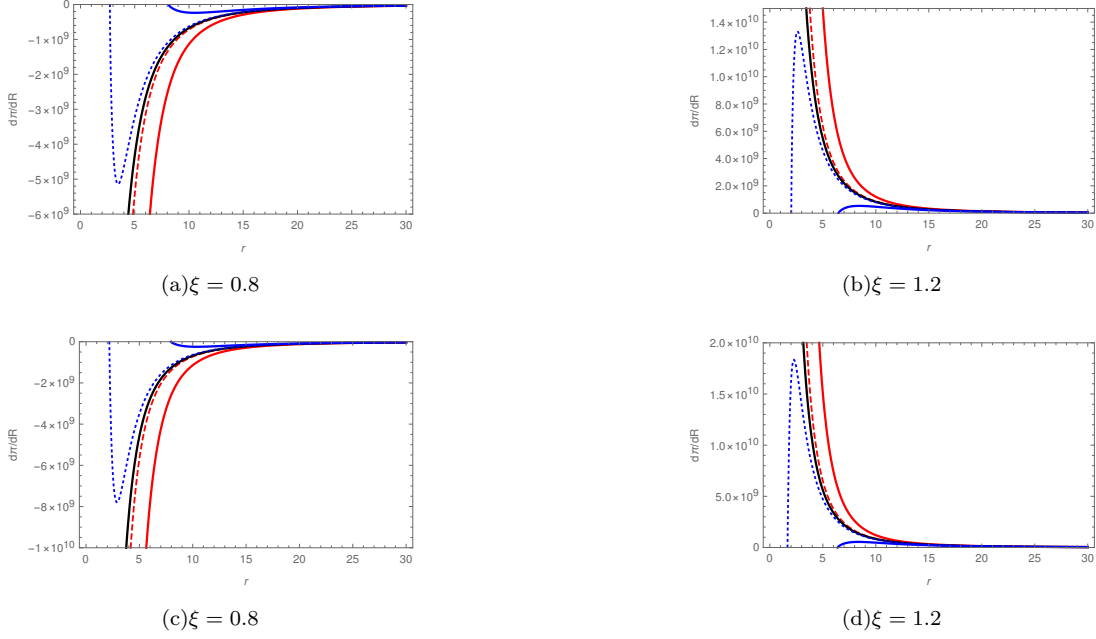 0
−1×10⁹
−2×10⁹
−3×10⁹
−4×10⁹
−5×10⁹
−6×10⁹
dπ/dR
0 5 10 15 20 25 30
r
(a)ξ = 0.8
1.4×10¹⁰
1.2×10¹⁰
1.0×10¹⁰
8.0×10⁹
6.0×10⁹
4.0×10⁹
2.0×10⁹
0
dπ/dR
0 5 10 15 20 25 30
r
(b)ξ = 1.2
0
−2×10⁹
−4×10⁹
−6×10⁹
−8×10⁹
−1×10¹⁰
dπ/dR
0 5 10 15 20 25 30
r
(c)ξ = 0.8
2.0×10¹⁰
1.5×10¹⁰
1.0×10¹⁰
5.0×10⁹
0
dπ/dR
0 5 10 15 20 25 30
r
(d)ξ = 1.2